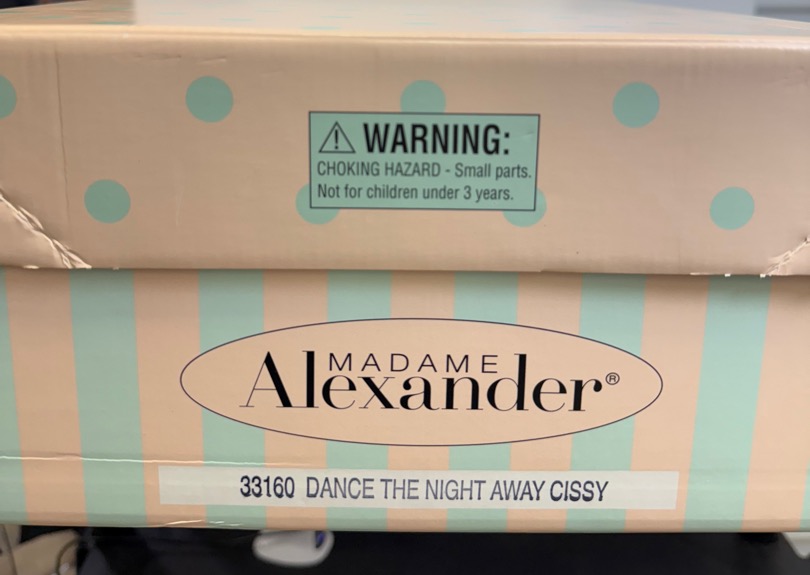 WARNING:
CHOKING HAZARD - Small parts.
Not for children under 3 years.
MADAME
Alexander®
33160 DANCE THE NIGHT AWAY CISSY